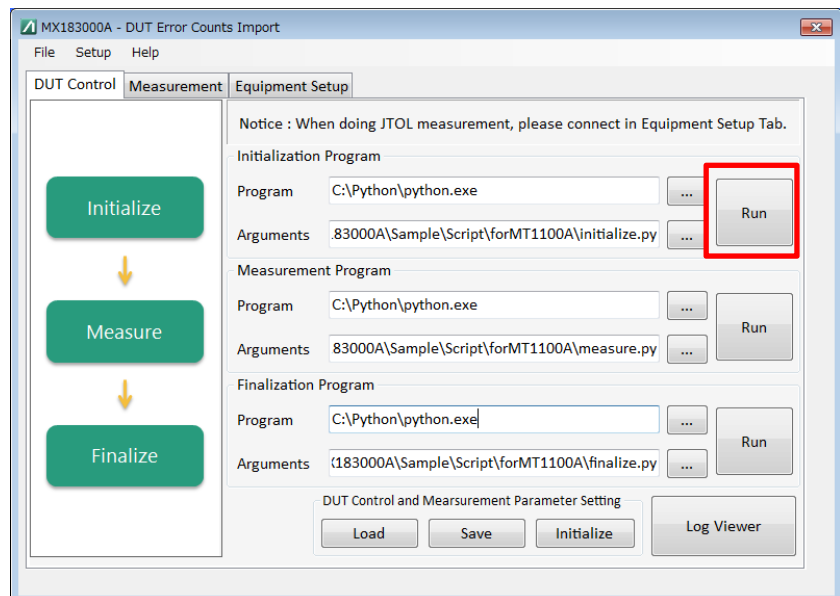 MX183000A - DUT Error Counts Import
File Setup Help
DUT Control Measurement Equipment Setup
Notice : When doing JTOL measurement, please connect in Equipment Setup Tab.
Initialize
Measure
Finalize
Initialization Program
Program C:\Python\python.exe ...
Arguments 83000A\Sample\Script\forMT1100A\initialize.py ...
Run
Measurement Program
Program C:\Python\python.exe ...
Arguments 83000A\Sample\Script\forMT1100A\measure.py ...
Run
Finalization Program
Program C:\Python\python.exe ...
Arguments X183000A\Sample\Script\forMT1100A\finalize.py ...
Run
DUT Control and Mearsurement Parameter Setting
Load Save Initialize
Log Viewer